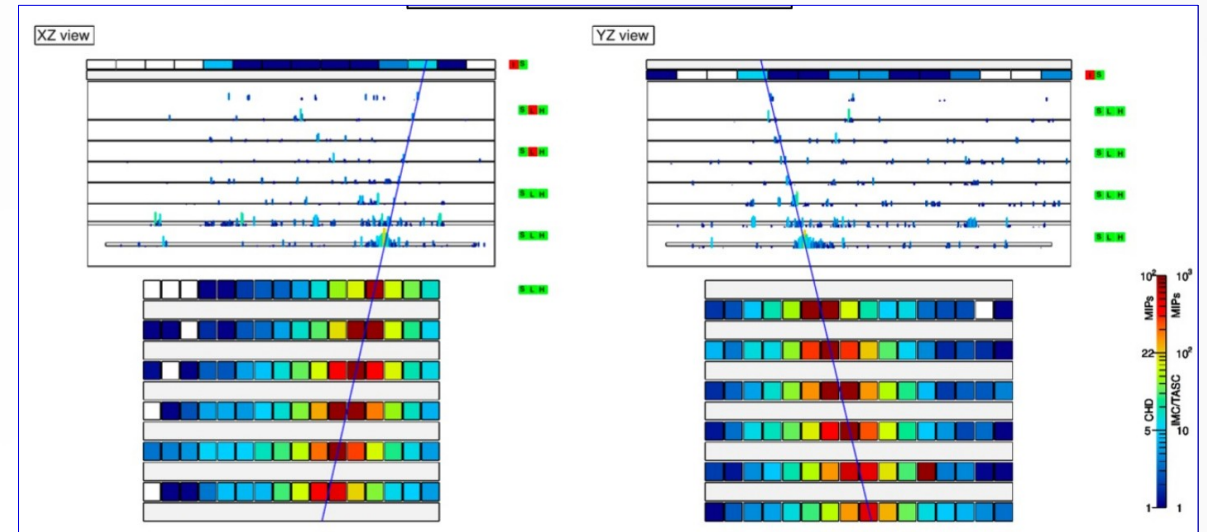 XZ view
YZ view
I S
I S
S L H
S L H
S L H
S L H
S L H
S L H
S L H
S L H
S L H
10² 10³
MIPs MIPs
22 10²
CHD IMC/TASC
5 10
1 1